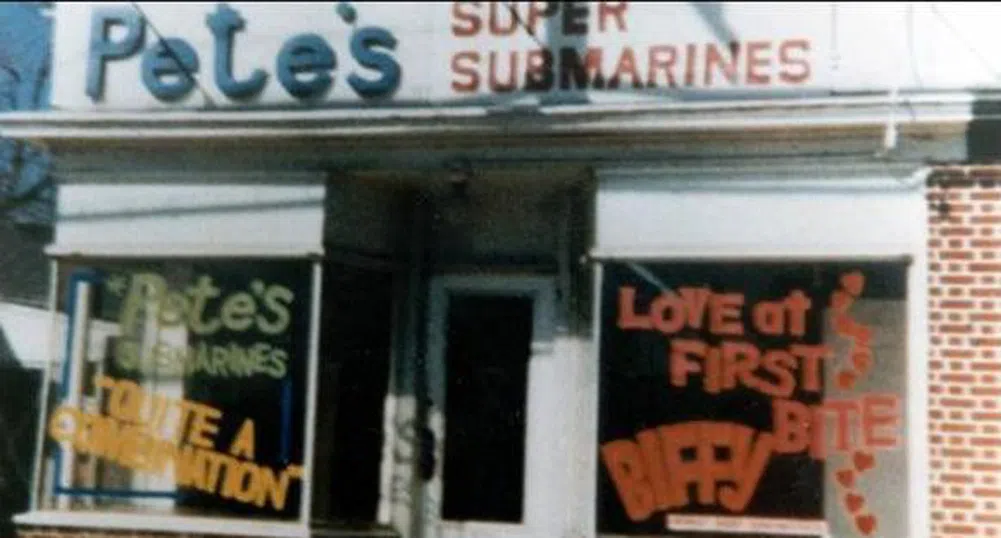 Pete's
SUPER
SUBMARINES
"Pete's
SUBMARINES
"QUITE A
COMBINATION"
LOVE at
FIRST
BITE
BIFFY